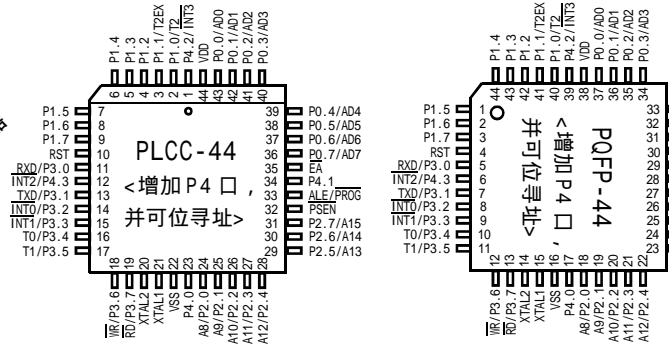 P1.4
P1.3
P1.2
P1.1/T2EX
P1.0/T2
P4.2/INT3
VDD
P0.0/AD0
P0.1/AD1
P0.2/AD2
P0.3/AD3
6 5 4 3 2 1 44 43 42 41 40
P1.5 7
P1.6 8
P1.7 9
RST 10
RXD/P3.0 11
INT2/P4.3 12
TXD/P3.1 13
INT0/P3.2 14
INT1/P3.3 15
T0/P3.4 16
T1/P3.5 17
PLCC-44
<增加P4口,
并可位寻址>
39 P0.4/AD4
38 P0.5/AD5
37 P0.6/AD6
36 P0.7/AD7
35 EA
34 P4.1
33 ALE/PROG
32 PSEN
31 P2.7/A15
30 P2.6/A14
29 P2.5/A13
18 19 20 21 22 23 24 25 26 27 28
WR/P3.6
RD/P3.7
XTAL2
XTAL1
VSS
P4.0
A8/P2.0
A9/P2.1
A10/P2.2
A11/P2.3
A12/P2.4
P1.4
P1.3
P1.2
P1.1/T2EX
P1.0/T2
P4.2/INT3
VDD
P0.0/AD0
P0.1/AD1
P0.2/AD2
P0.3/AD3
44 43 42 41 40 39 38 37 36 35 34
P1.5 1
P1.6 2
P1.7 3
RST 4
RXD/P3.0 5
INT2/P4.3 6
TXD/P3.1 7
INT0/P3.2 8
INT1/P3.3 9
T0/P3.4 10
T1/P3.5 11
PQFP-44
<增加P4口,
并可位寻址>
33
32
31
30
29
28
27
26
25
24
23
12 13 14 15 16 17 18 19 20 21 22
WR/P3.6
RD/P3.7
XTAL2
XTAL1
VSS
P4.0
A8/P2.0
A9/P2.1
A10/P2.2
A11/P2.3
A12/P2.4